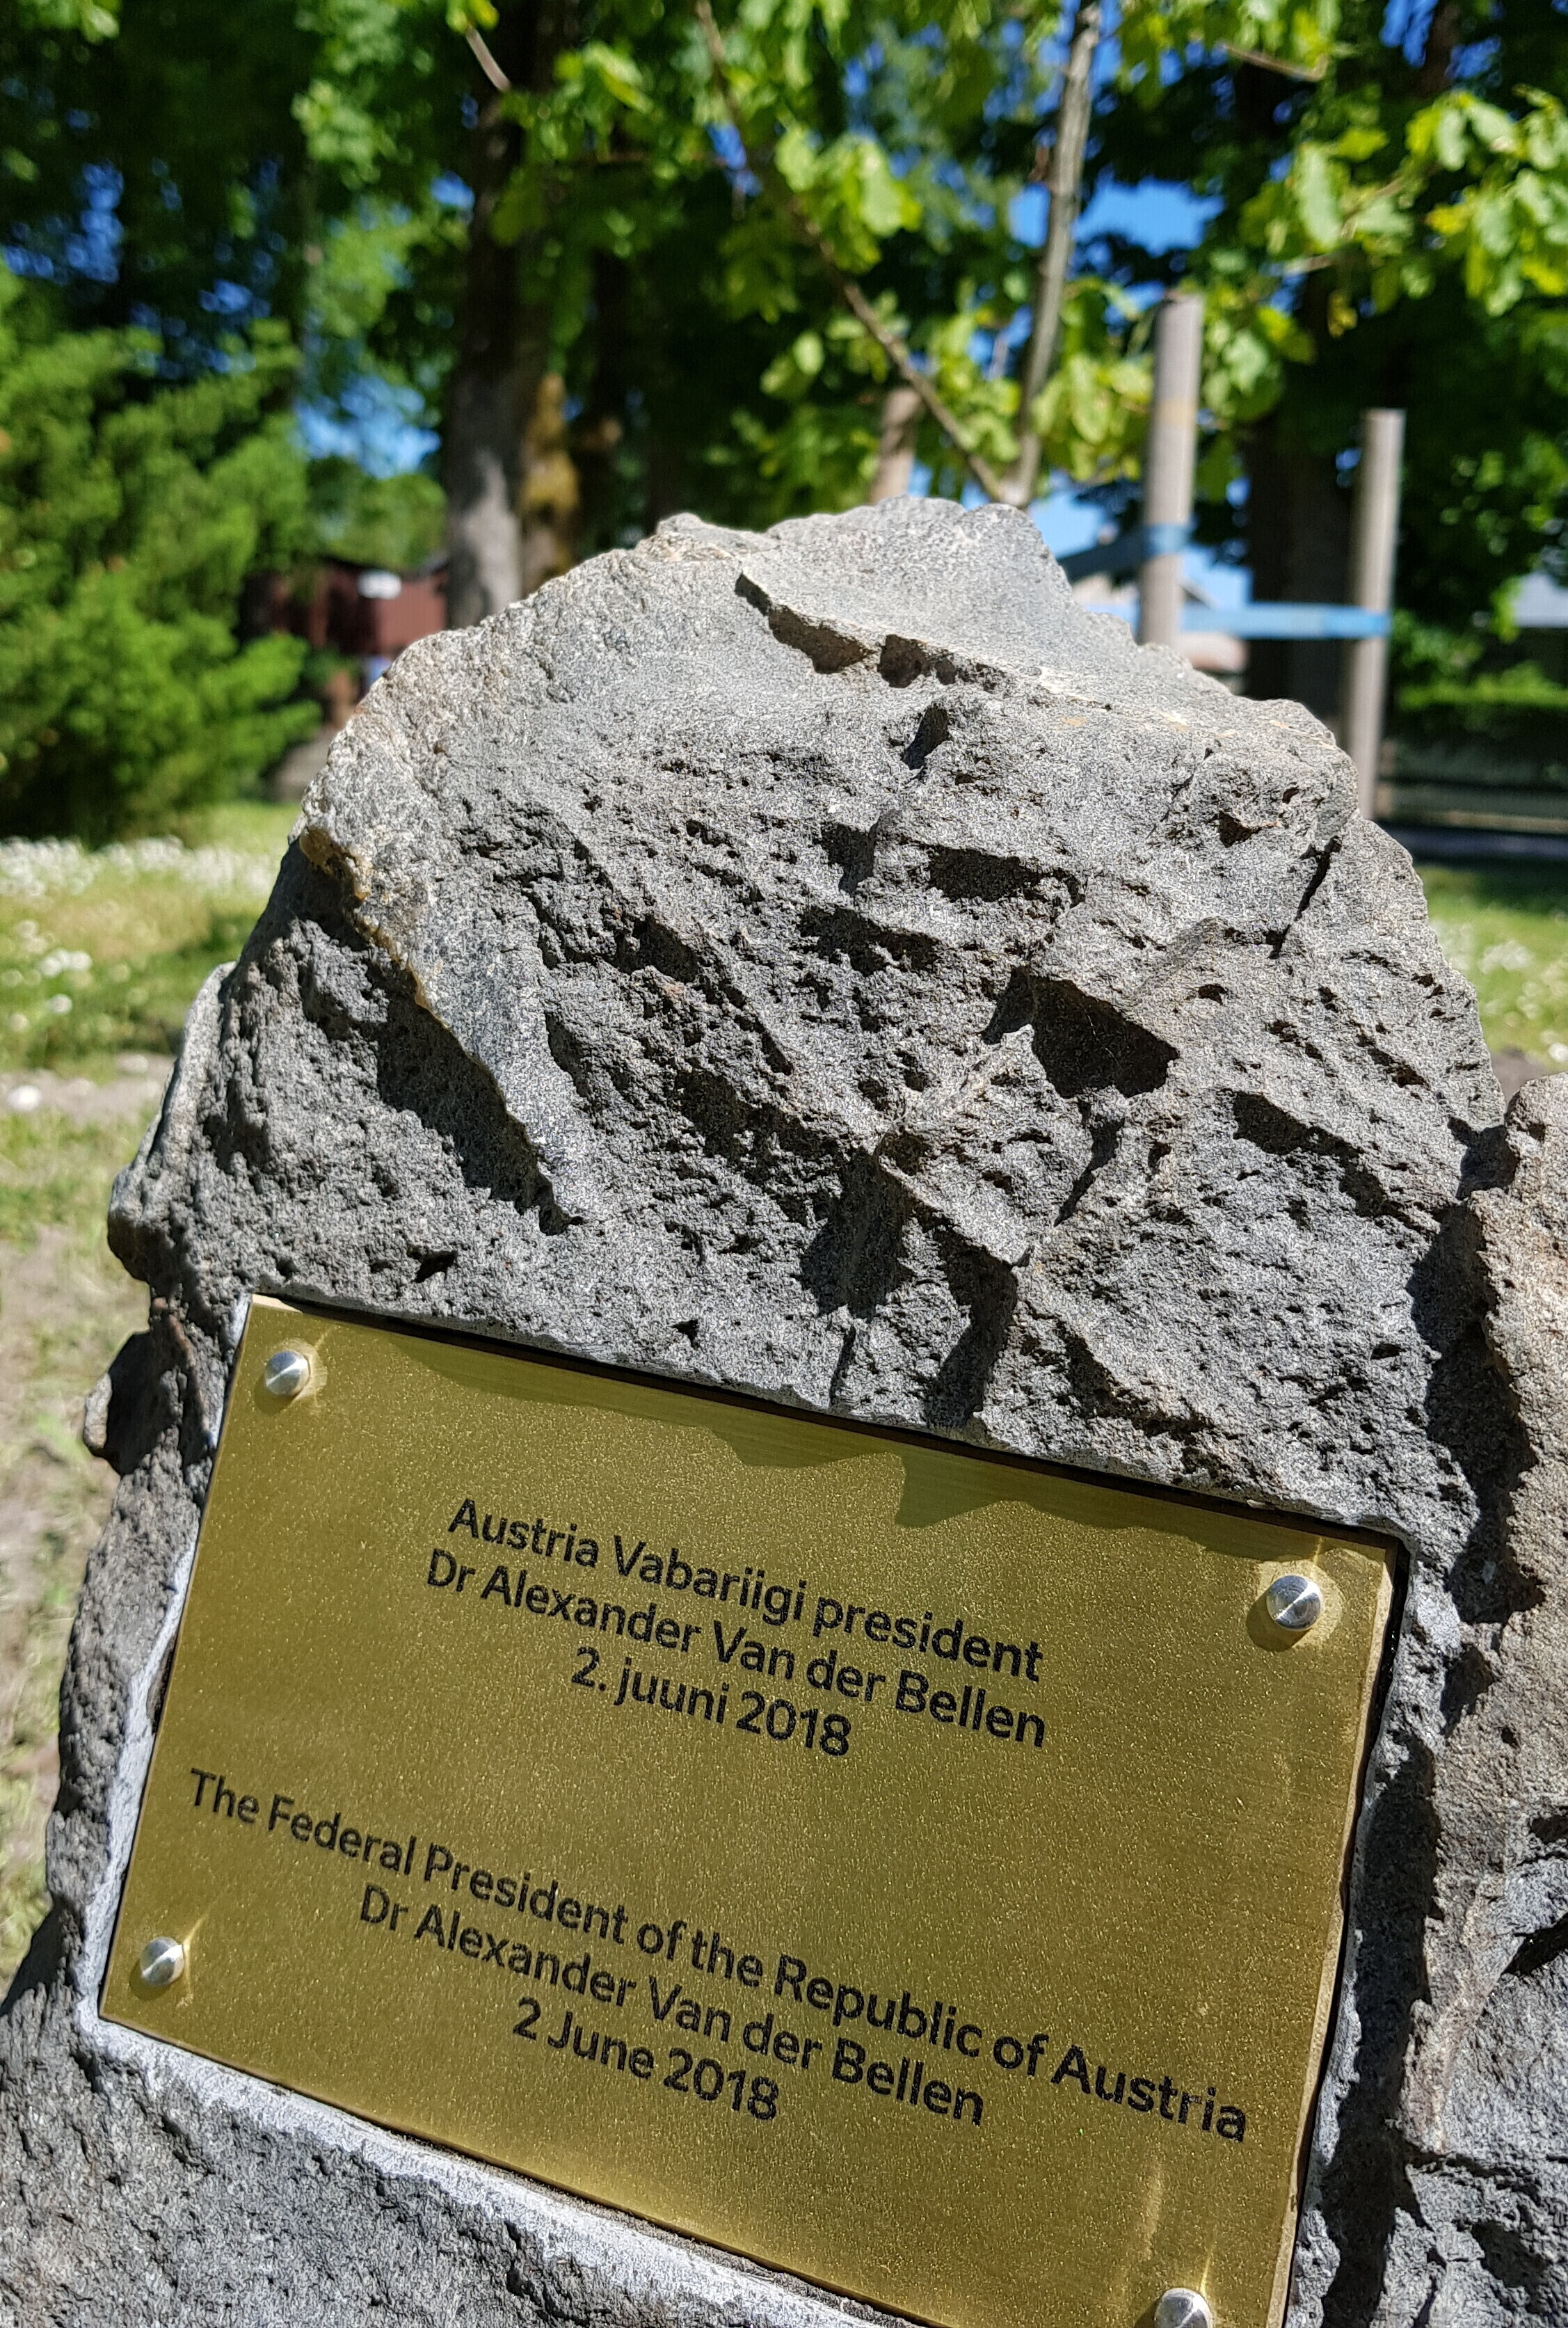 Austria Vabariigi president
Dr Alexander Van der Bellen
2. juuni 2018
The Federal President of the Republic of Austria
Dr Alexander Van der Bellen
2 June 2018